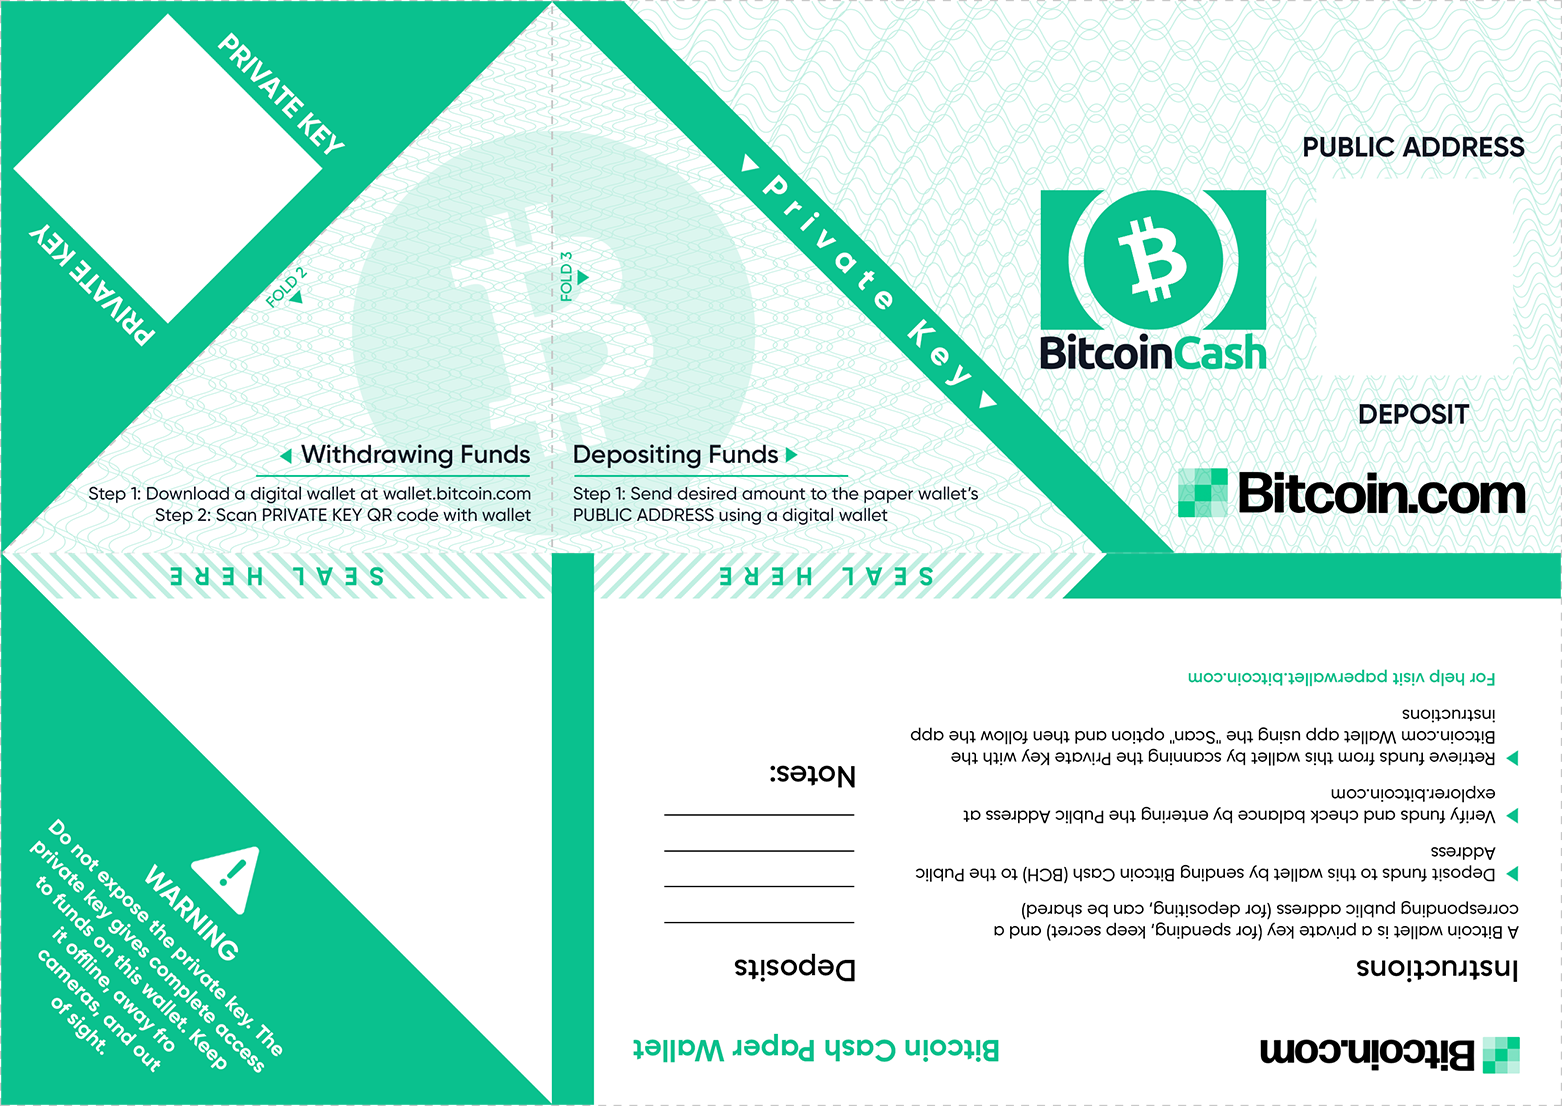 PRIVATE KEY
PRIVATE KEY
FOLD 2
FOLD 3
Private Key
PUBLIC ADDRESS
BitcoinCash
DEPOSIT
Bitcoin.com
Withdrawing Funds
Step 1: Download a digital wallet at wallet.bitcoin.com
Step 2: Scan PRIVATE KEY QR code with wallet
Depositing Funds
Step 1: Send desired amount to the paper wallet's
PUBLIC ADDRESS using a digital wallet
SEAL HERE
SEAL HERE
WARNING
Do not expose the private key. The
private key gives complete access
to funds on this wallet. Keep
it offline, away fro
cameras, and out
of sight.
Bitcoin.com
Bitcoin Cash Paper Wallet
Instructions
A Bitcoin wallet is a private key (for spending, keep secret) and a
corresponding public address (for depositing, can be shared)
Deposit funds to this wallet by sending Bitcoin Cash (BCH) to the Public
Address
Verify funds and check balance by entering the Public Address at
explorer.bitcoin.com
Retrieve funds from this wallet by scanning the Private Key with the
Bitcoin.com Wallet app using the "Scan" option and then follow the app
instructions
For help visit paperwallet.bitcoin.com
Deposits
Notes: